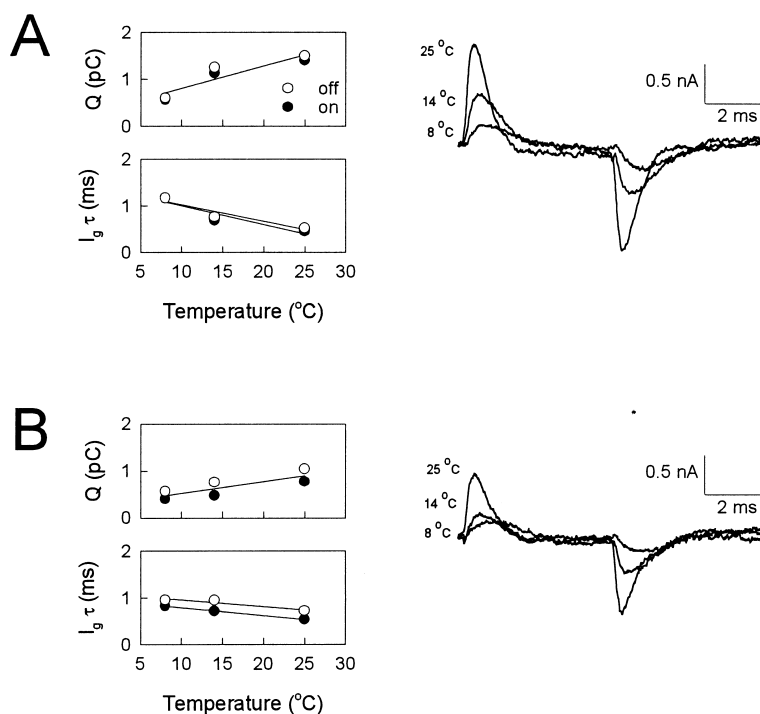 A
2
1
0
Q (pC)
off
on
2
1
0
Ig τ (ms)
5 10 15 20 25 30
Temperature (°C)
25 °C
14 °C
8 °C
0.5 nA
2 ms
B
2
1
0
Q (pC)
2
1
0
Ig τ (ms)
5 10 15 20 25 30
Temperature (°C)
25 °C
14 °C
8 °C
0.5 nA
2 ms